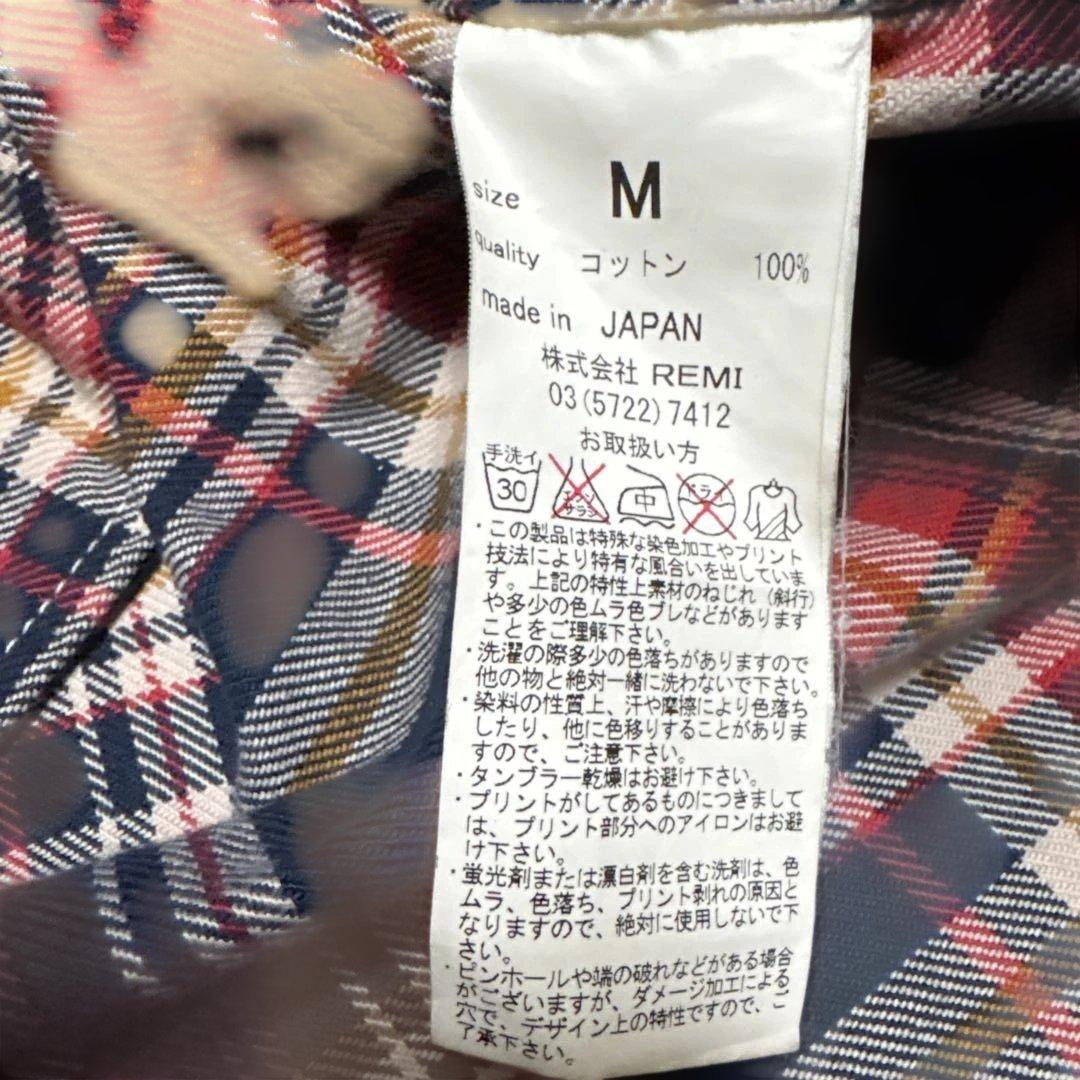 size M
quality コットン 100%
made in JAPAN
株式会社 REMI
03(5722)7412
お取扱い方
手洗イ
30 エンソサラシ 中 ドライ
・この製品は特殊な染色加工やプリント
技法により特有な風合いを出していま
す。上記の特性上素材のねじれ（斜行）
や多少の色ムラ色ブレなどがあります
ことをご理解下さい。
・洗濯の際多少の色落ちがありますので
他の物と絶対一緒に洗わないで下さい。
・染料の性質上、汗や摩擦により色落ち
したり、他に色移りすることがありま
すので、ご注意下さい。
・タンブラー乾燥はお避け下さい。
・プリントがしてあるものにつきまして
は、プリント部分へのアイロンはお避
け下さい。
・蛍光剤または漂白剤を含む洗剤は、色
ムラ、色落ち、プリント剥れの原因と
なりますので、絶対に使用しないで下
さい。
・ピンホールや端の破れなどがある場合
がございますが、ダメージ加工による
穴で、デザイン上の特性ですので、ご
了承下さい。